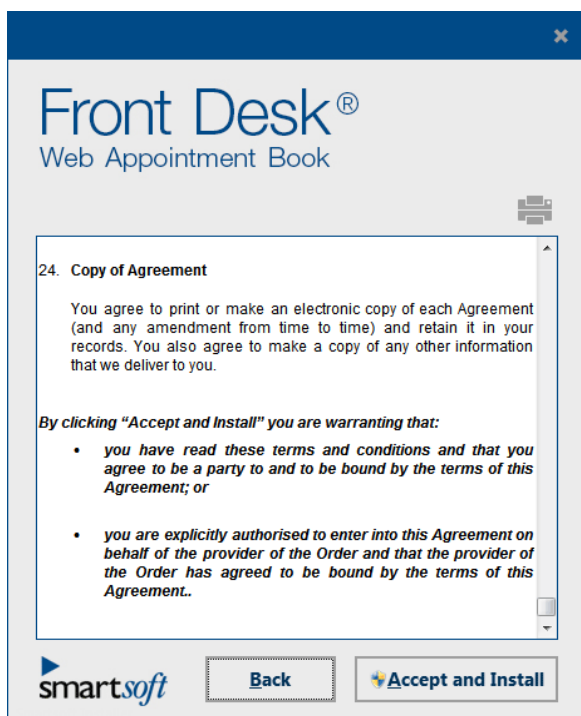 Front Desk®
Web Appointment Book
24. Copy of Agreement
You agree to print or make an electronic copy of each Agreement
(and any amendment from time to time) and retain it in your
records. You also agree to make a copy of any other information
that we deliver to you.
By clicking “Accept and Install” you are warranting that:
• you have read these terms and conditions and that you
agree to be a party to and to be bound by the terms of this
Agreement; or
• you are explicitly authorised to enter into this Agreement on
behalf of the provider of the Order and that the provider of
the Order has agreed to be bound by the terms of this
Agreement..
smartsoft
Back
Accept and Install